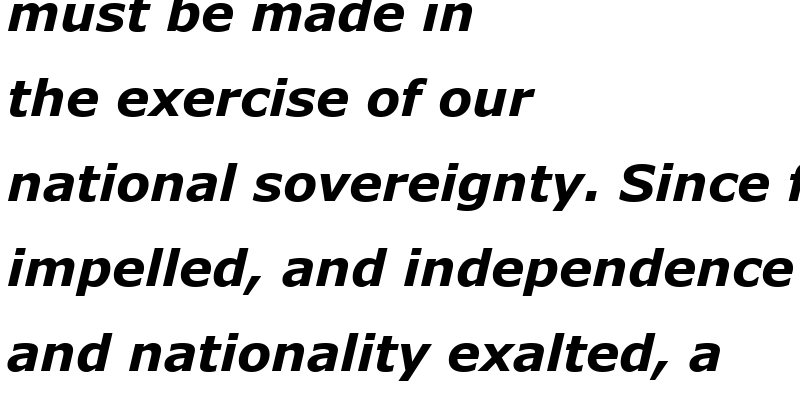 must be made in
the exercise of our
national sovereignty. Since
impelled, and independence
and nationality exalted, a